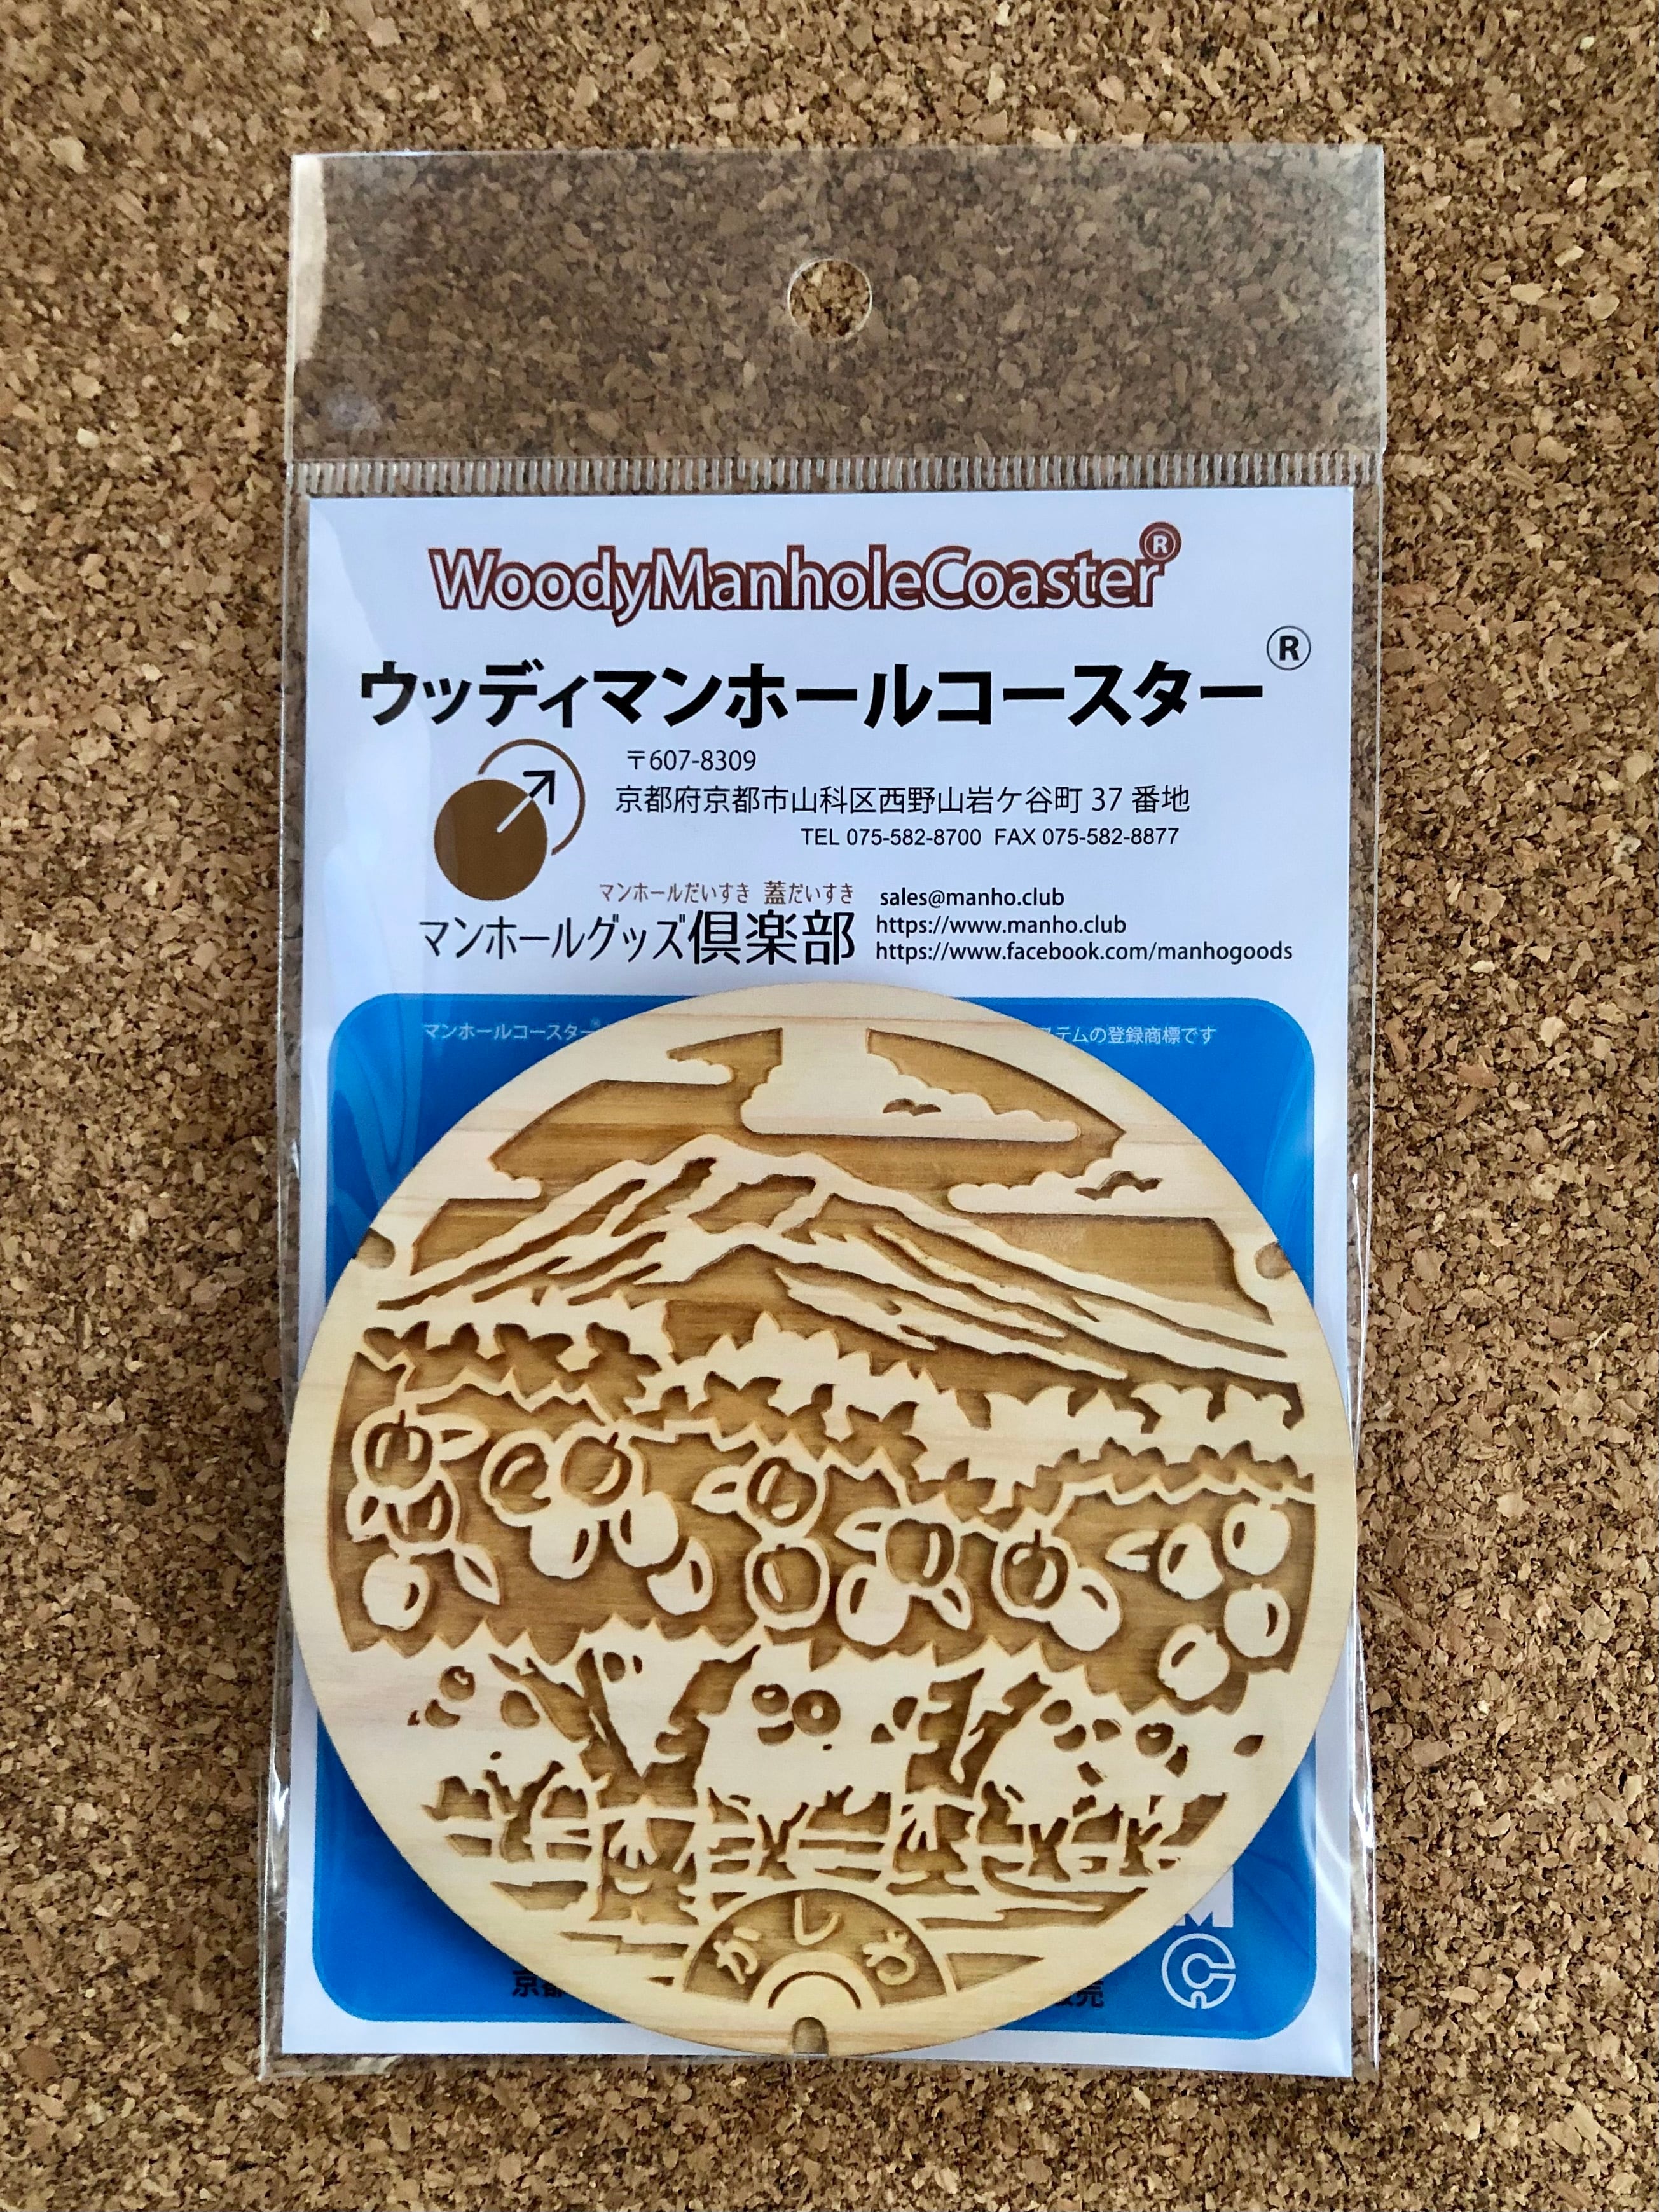 WoodyManholeCoaster®
ウッディマンホールコースター®
〒607-8309
京都府京都市山科区西野山岩ケ谷町 37 番地
TEL 075-582-8700 FAX 075-582-8877
マンホールだいすき 蓋だいすき
マンホールグッズ倶楽部
sales@manho.club
https://www.manho.club
https://www.facebook.com/manhogoods
マンホールコースター® テムの登録商標です
かしわ
京都